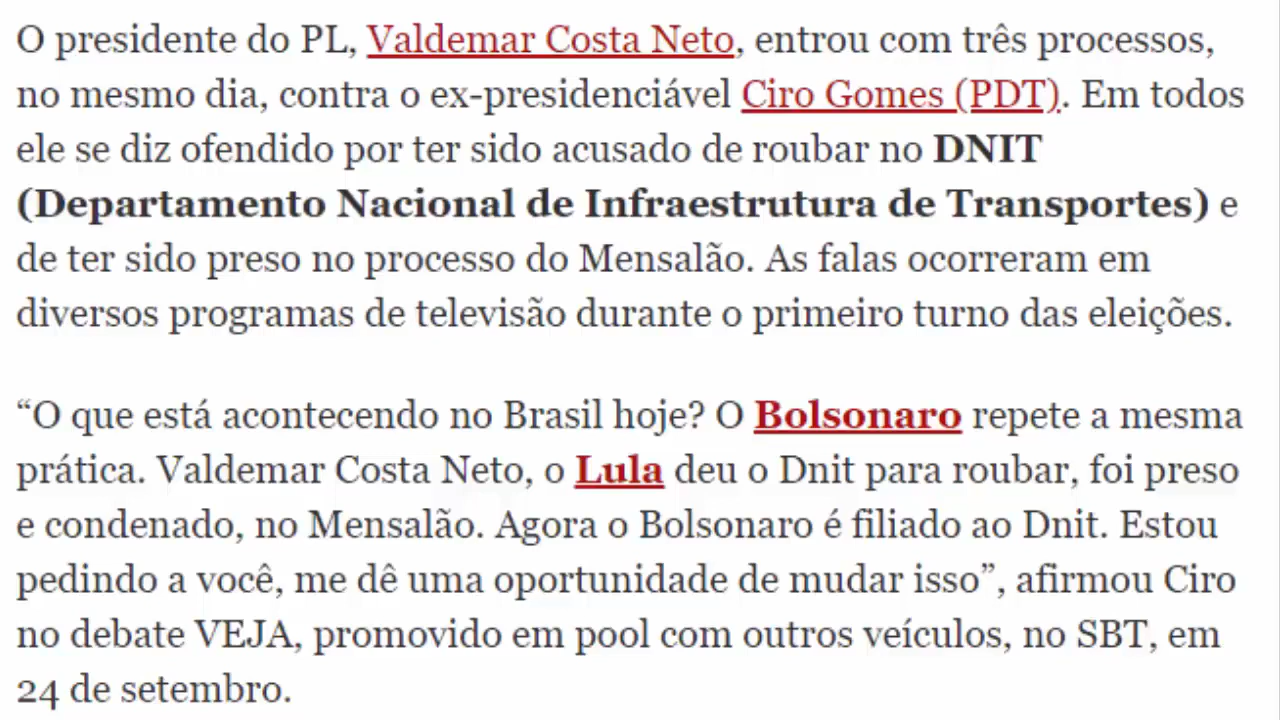 O presidente do PL, Valdemar Costa Neto, entrou com três processos,
no mesmo dia, contra o ex-presidenciável Ciro Gomes (PDT). Em todos
ele se diz ofendido por ter sido acusado de roubar no DNIT
(Departamento Nacional de Infraestrutura de Transportes) e
de ter sido preso no processo do Mensalão. As falas ocorreram em
diversos programas de televisão durante o primeiro turno das eleições.
“O que está acontecendo no Brasil hoje? O Bolsonaro repete a mesma
prática. Valdemar Costa Neto, o Lula deu o Dnit para roubar, foi preso
e condenado, no Mensalão. Agora o Bolsonaro é filiado ao Dnit. Estou
pedindo a você, me dê uma oportunidade de mudar isso”, afirmou Ciro
no debate VEJA, promovido em pool com outros veículos, no SBT, em
24 de setembro.